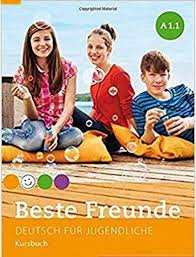 A1.1
Beste Freunde
DEUTSCH FÜR JUGENDLICHE
Kursbuch